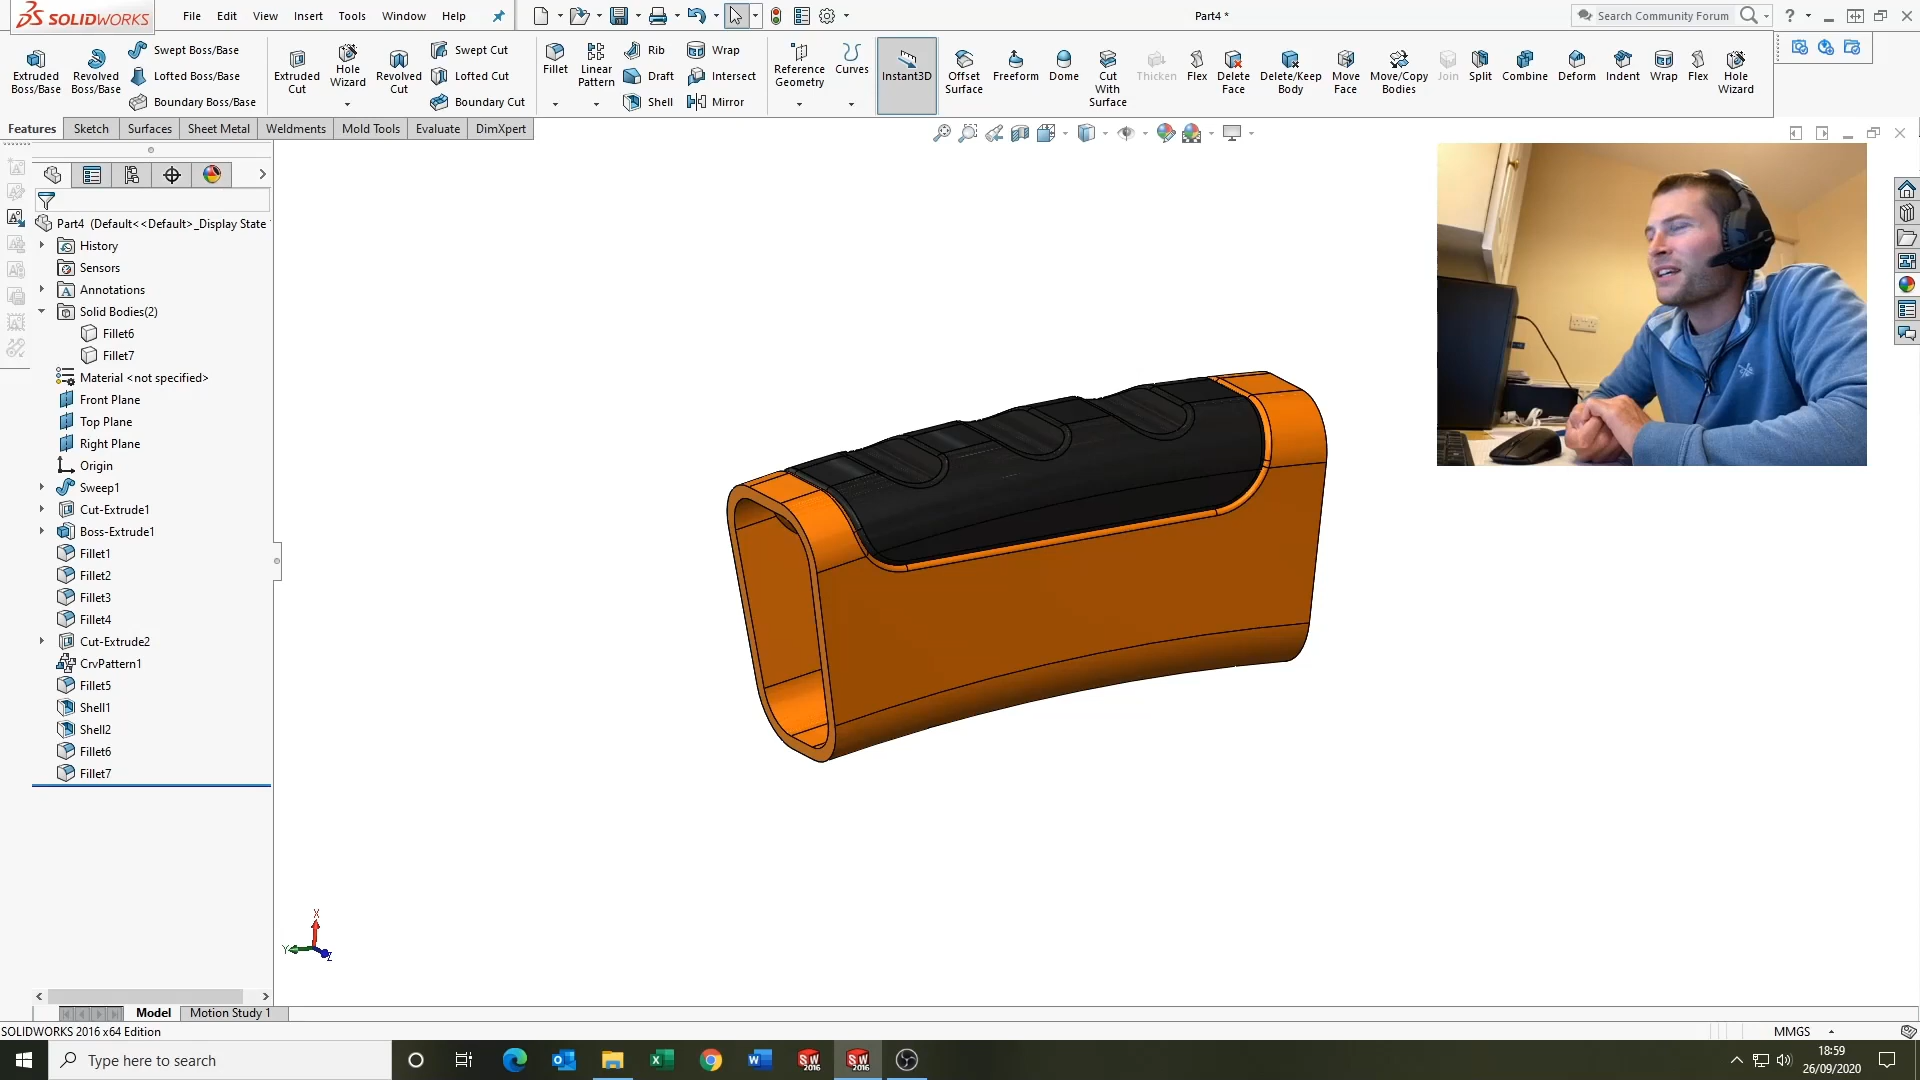 SOLIDWORKS
File Edit View Insert Tools Window Help
Part4 *
Search Community Forum
Extruded Boss/Base
Revolved Boss/Base
Swept Boss/Base
Lofted Boss/Base
Boundary Boss/Base
Extruded Cut
Hole Wizard
Revolved Cut
Swept Cut
Lofted Cut
Boundary Cut
Fillet
Linear Pattern
Rib
Draft
Shell
Wrap
Intersect
Mirror
Reference Geometry
Curves
Instant3D
Offset Surface
Freeform
Dome
Cut With Surface
Thicken
Flex
Delete Face
Delete/Keep Body
Move Face
Move/Copy Bodies
Join
Split
Combine
Deform
Indent
Wrap
Flex
Hole Wizard
Features Sketch Surfaces Sheet Metal Weldments Mold Tools Evaluate DimXpert
Part4 (Default<<Default>_Display State
History
Sensors
Annotations
Solid Bodies(2)
Fillet6
Fillet7
Material <not specified>
Front Plane
Top Plane
Right Plane
Origin
Sweep1
Cut-Extrude1
Boss-Extrude1
Fillet1
Fillet2
Fillet3
Fillet4
Cut-Extrude2
CrvPattern1
Fillet5
Shell1
Shell2
Fillet6
Fillet7
X
Y
Z
Model Motion Study 1
SOLIDWORKS 2016 x64 Edition
MMGS
Type here to search
18:59
26/09/2020